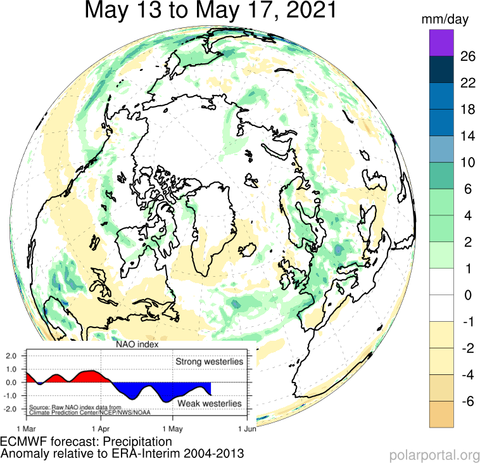 May 13 to May 17, 2021
mm/day
26
22
18
14
10
6
4
2
1
0
-1
-2
-4
-6
NAO index
2.0
1.0
0.0
-1.0
-2.0
Strong westerlies
Weak westerlies
Source: Raw NAO index data from
Climate Prediction Center/NCEP/NWS/NOAA
1 Mar
1 Apr
1 May
1 Jun
ECMWF forecast: Precipitation
Anomaly relative to ERA-Interim 2004-2013
polarportal.org